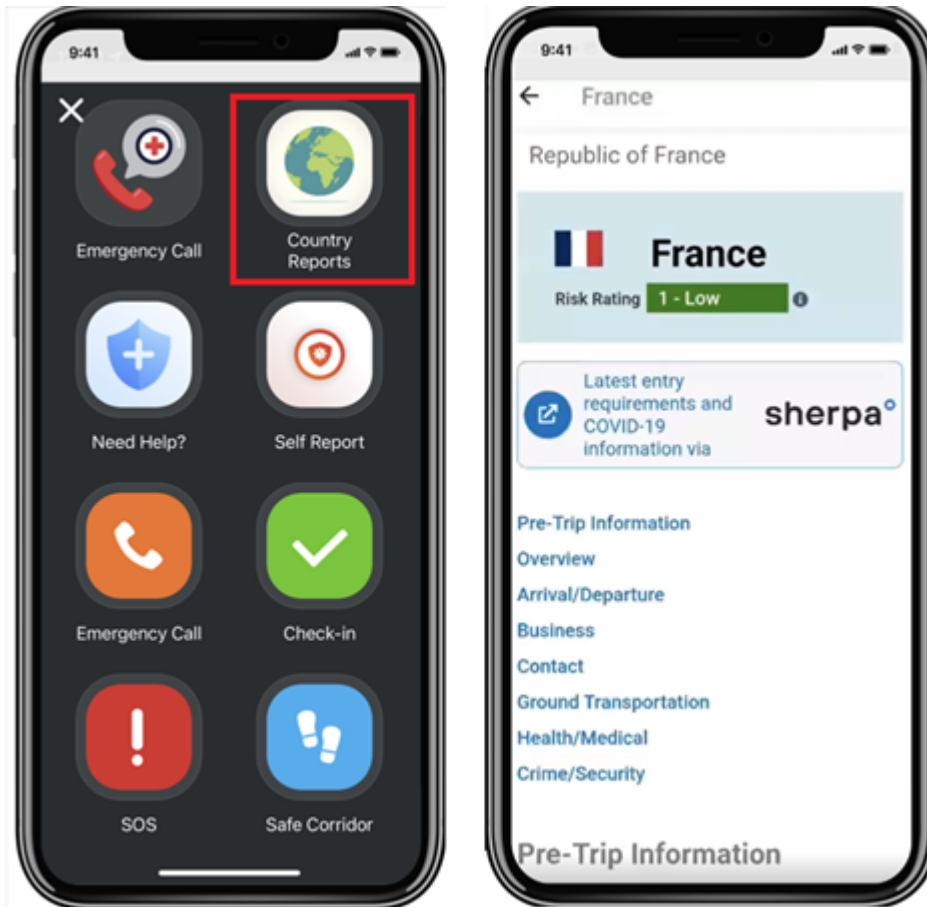 9:41
Emergency Call
Country
Reports
Need Help?
Self Report
Emergency Call
Check-in
SOS
Safe Corridor
9:41
France
Republic of France
France
Risk Rating 1 - Low
Latest entry
requirements and
COVID-19
information via
sherpa°
Pre-Trip Information
Overview
Arrival/Departure
Business
Contact
Ground Transportation
Health/Medical
Crime/Security
Pre-Trip Information